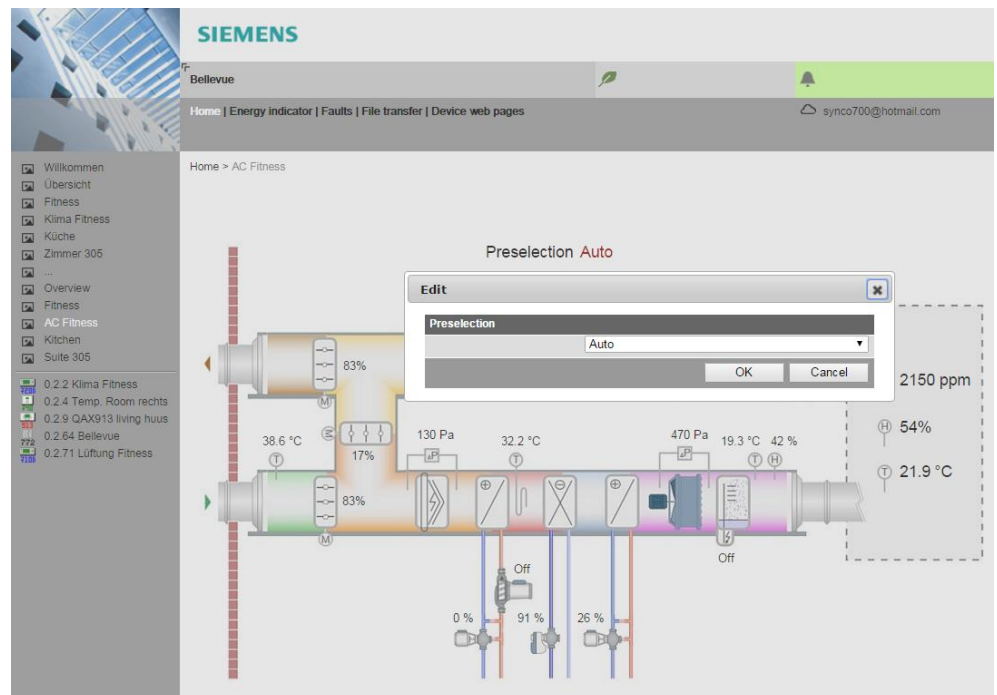 SIEMENS
Bellevue
Home | Energy indicator | Faults | File transfer | Device web pages
synco700@hotmail.com
Willkommen
Übersicht
Fitness
Klima Fitness
Küche
Zimmer 305
...
Overview
Fitness
AC Fitness
Kitchen
Suite 305
0.2.2 Klima Fitness
0.2.4 Temp. Room rechts
0.2.9 QAX913 living huus
772 0.2.64 Bellevue
0.2.71 Lüftung Fitness
Home > AC Fitness
Preselection Auto
Edit
Preselection
Auto
OK Cancel
83%
M
M
17%
38.6 °C
T
130 Pa
ΔP
32.2 °C
T
470 Pa
ΔP
19.3 °C 42 %
T H
83%
M
Off
Off
0 % 91 % 26 %
2150 ppm
H 54%
T 21.9 °C